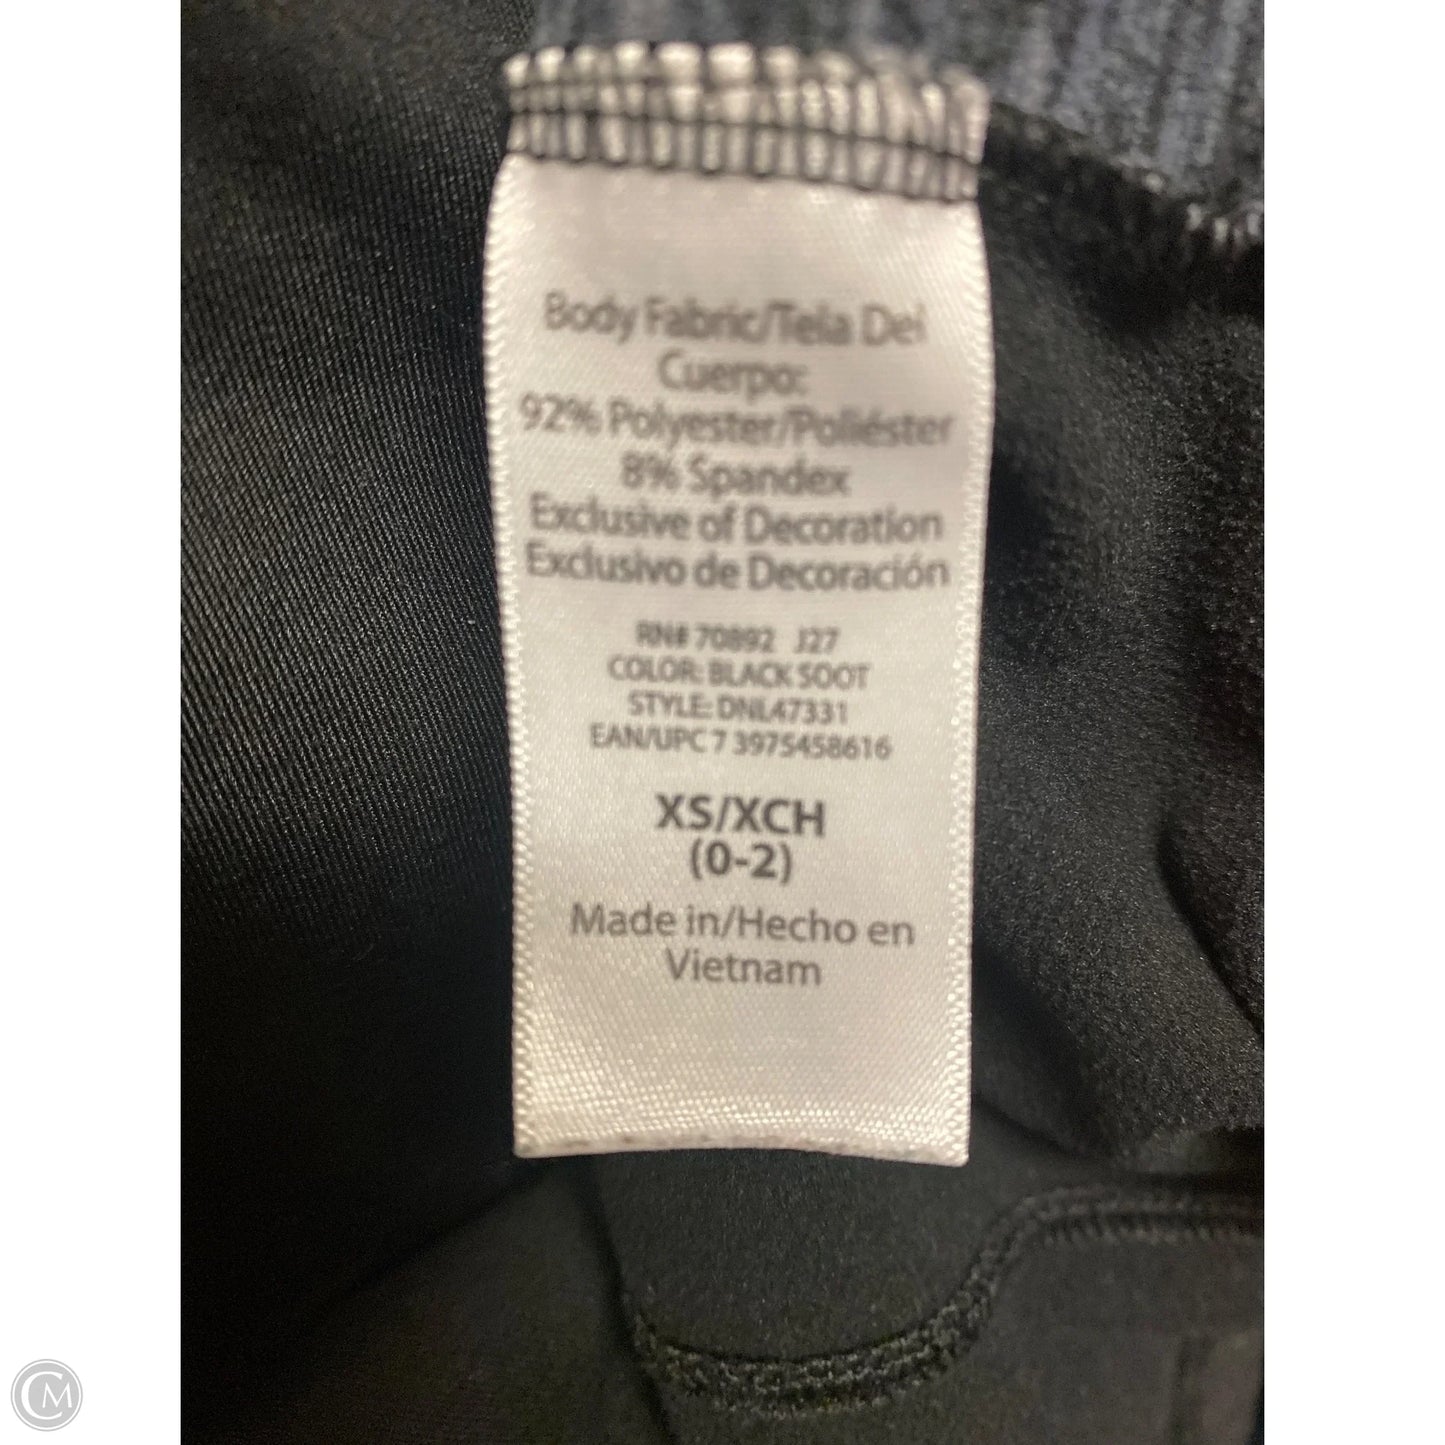 Body Fabric/Tela Del
Cuerpo:
92% Polyester/Poliéster
8% Spandex
Exclusive of Decoration
Exclusivo de Decoración
RN# 70892 J27
COLOR: BLACK SOOT
STYLE: DNL47331
EAN/UPC 7 3975458616
XS/XCH
(0-2)
Made in/Hecho en
Vietnam
CM